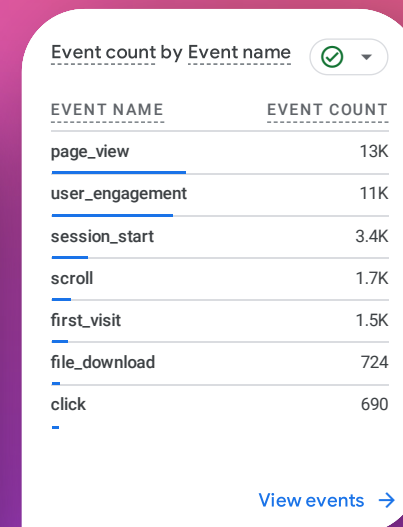 Event count by Event name
EVENT NAME EVENT COUNT
page_view 13K
user_engagement 11K
session_start 3.4K
scroll 1.7K
first_visit 1.5K
file_download 724
click 690
View events